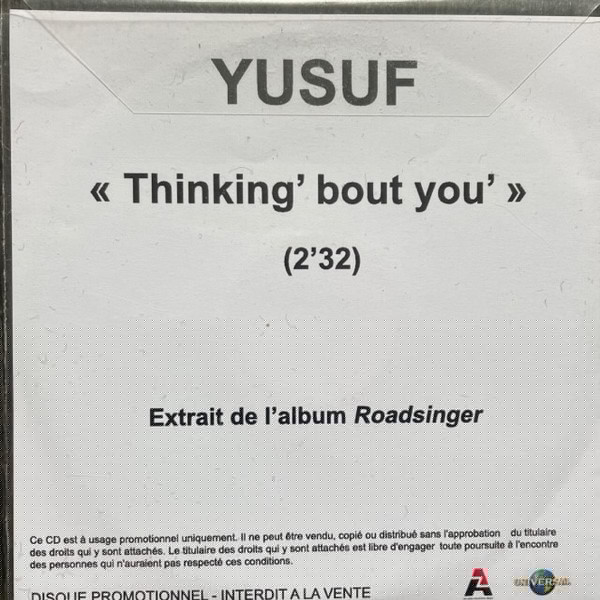 YUSUF
« Thinking’ bout you’ »
(2’32)
Extrait de l’album Roadsinger
Ce CD est à usage promotionnel uniquement. Il ne peut être vendu, copié ou distribué sans l'approbation du titulaire
des droits qui y sont attachés. Le titulaire des droits qui y sont attachés est libre d'engager toute poursuite à l'encontre
des personnes qui n'auraient pas respecté ces conditions.
DISQUE PROMOTIONNEL - INTERDIT A LA VENTE
UNIVERSAL